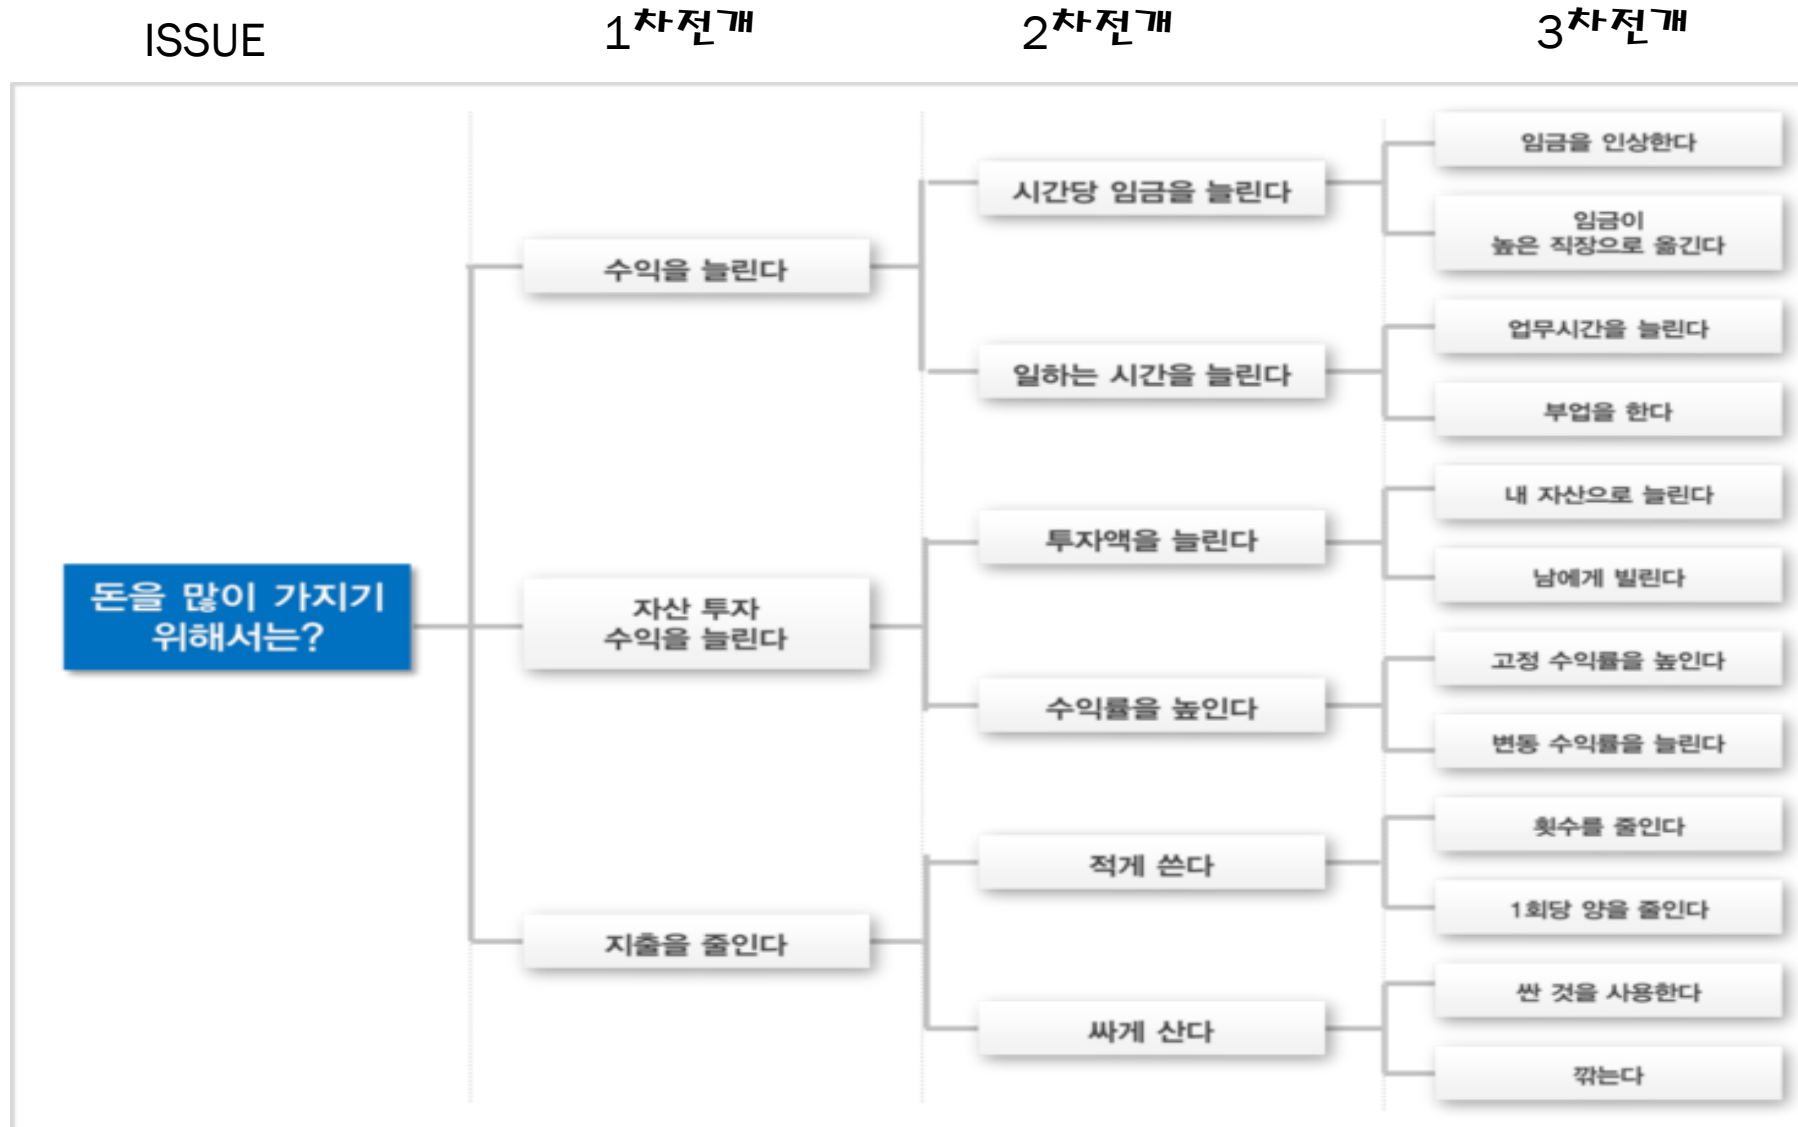 ISSUE
1차전개
2차전개
3차전개
돈을 많이 가지기
위해서는?
수익을 늘린다
시간당 임금을 늘린다
임금을 인상한다
임금이
높은 직장으로 옮긴다
일하는 시간을 늘린다
업무시간을 늘린다
부업을 한다
자산 투자
수익을 늘린다
투자액을 늘린다
내 자산으로 늘린다
남에게 빌린다
수익률을 높인다
고정 수익률을 높인다
변동 수익률을 늘린다
지출을 줄인다
적게 쓴다
횟수를 줄인다
1회당 양을 줄인다
싸게 산다
싼 것을 사용한다
깎는다